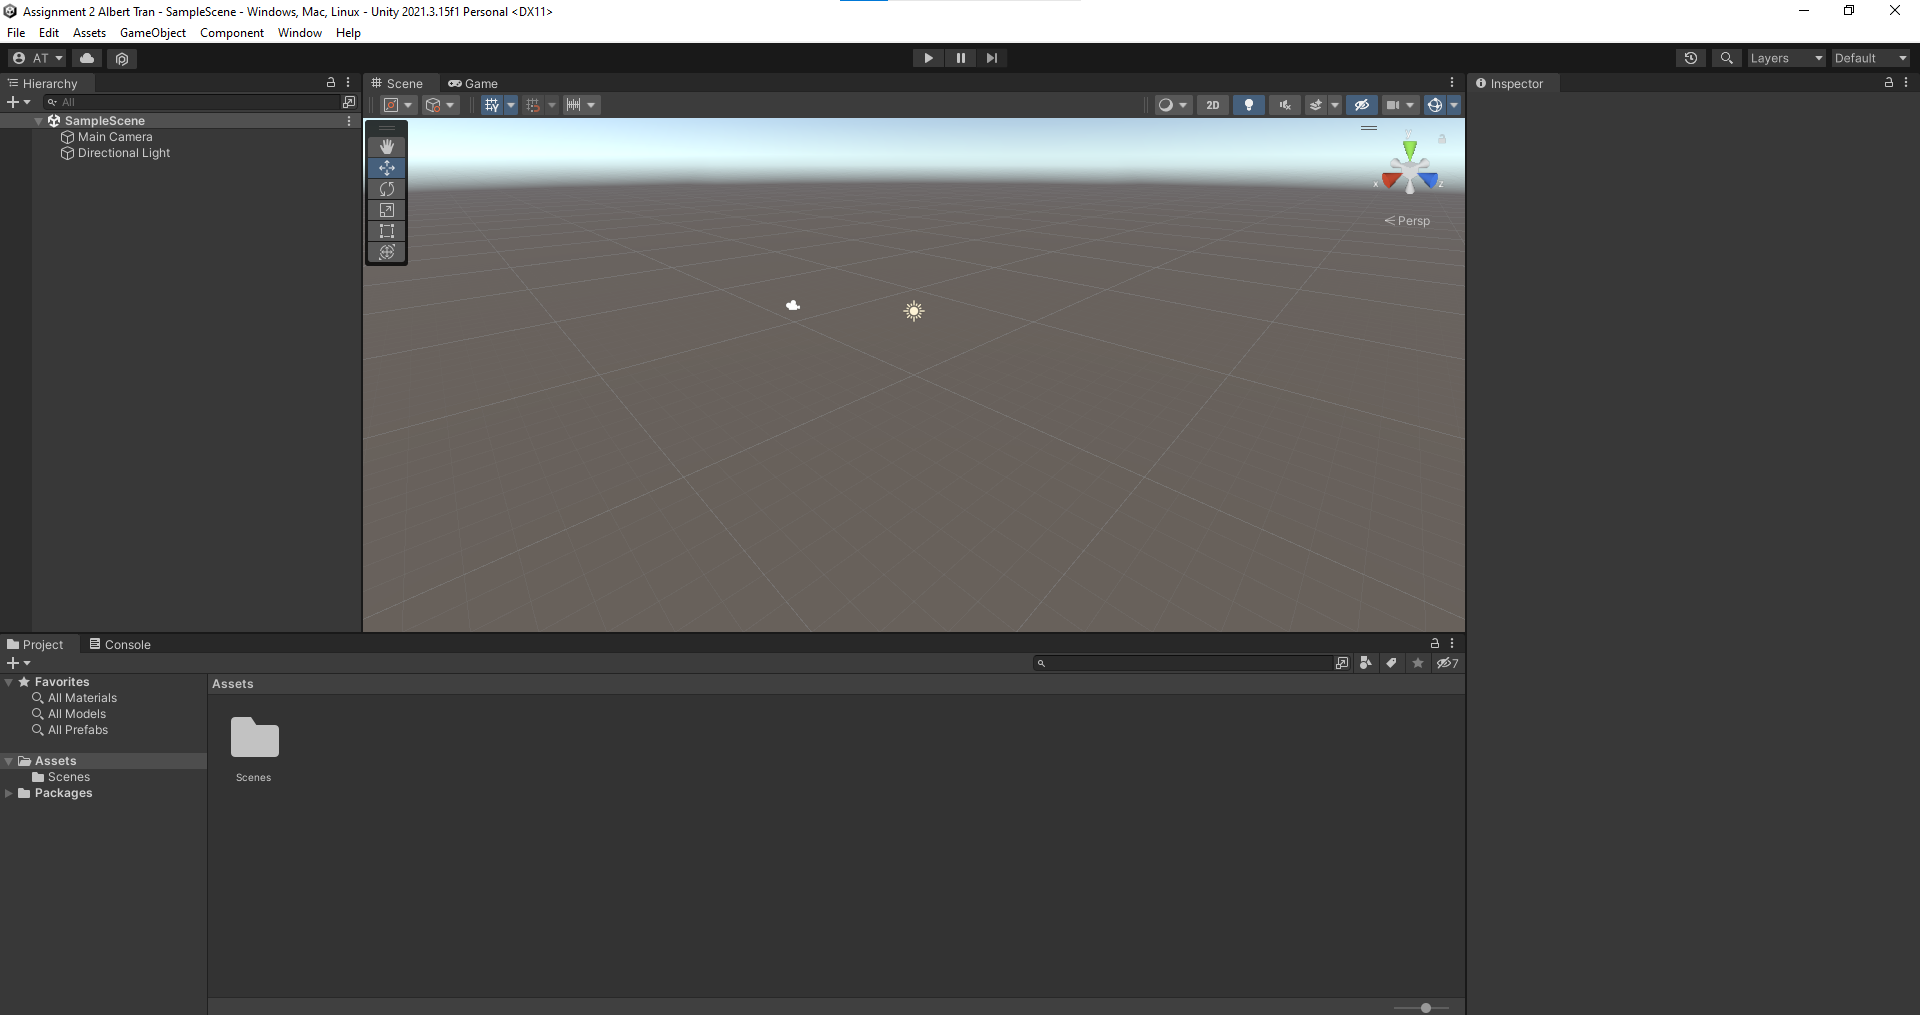 Assignment 2 Albert Tran - SampleScene - Windows, Mac, Linux - Unity 2021.3.15f1 Personal <DX11>
File Edit Assets GameObject Component Window Help
AT Layers Default
Hierarchy Scene Game Inspector
All 2D
SampleScene
Main Camera
Directional Light
y
x z
Persp
Project Console
7
Favorites Assets
All Materials
All Models
All Prefabs
Assets
Scenes Scenes
Packages